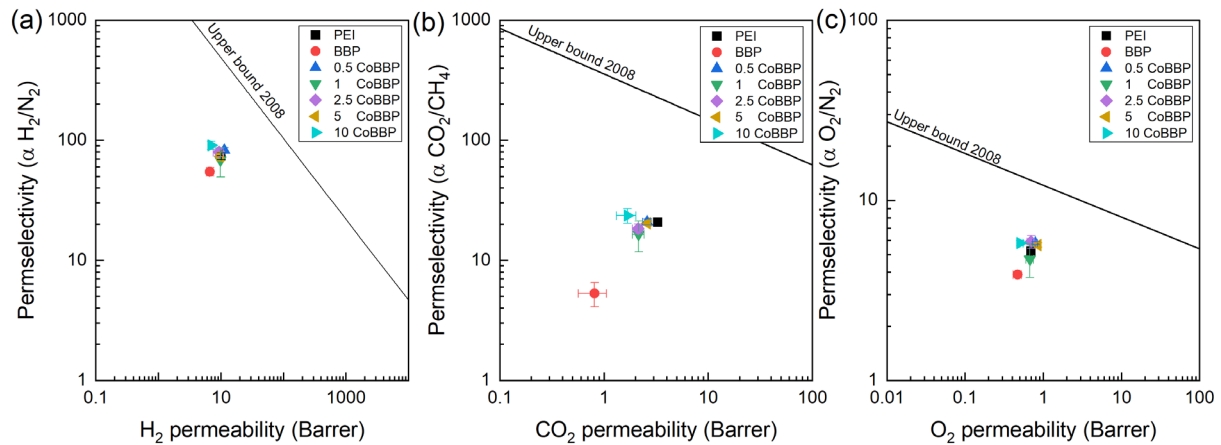 (a)
Permselectivity (α H₂/N₂)
1000
100
10
1
0.1
10
1000
H₂ permeability (Barrer)
Upper bound 2008
PEI
BBP
0.5 CoBBP
1 CoBBP
2.5 CoBBP
5 CoBBP
10 CoBBP
(b)
Permselectivity (α CO₂/CH₄)
1000
100
10
1
0.1
1
10
100
CO₂ permeability (Barrer)
Upper bound 2008
PEI
BBP
0.5 CoBBP
1 CoBBP
2.5 CoBBP
5 CoBBP
10 CoBBP
(c)
Permselectivity (α O₂/N₂)
100
10
1
0.01
0.1
1
10
100
O₂ permeability (Barrer)
Upper bound 2008
PEI
BBP
0.5 CoBBP
1 CoBBP
2.5 CoBBP
5 CoBBP
10 CoBBP